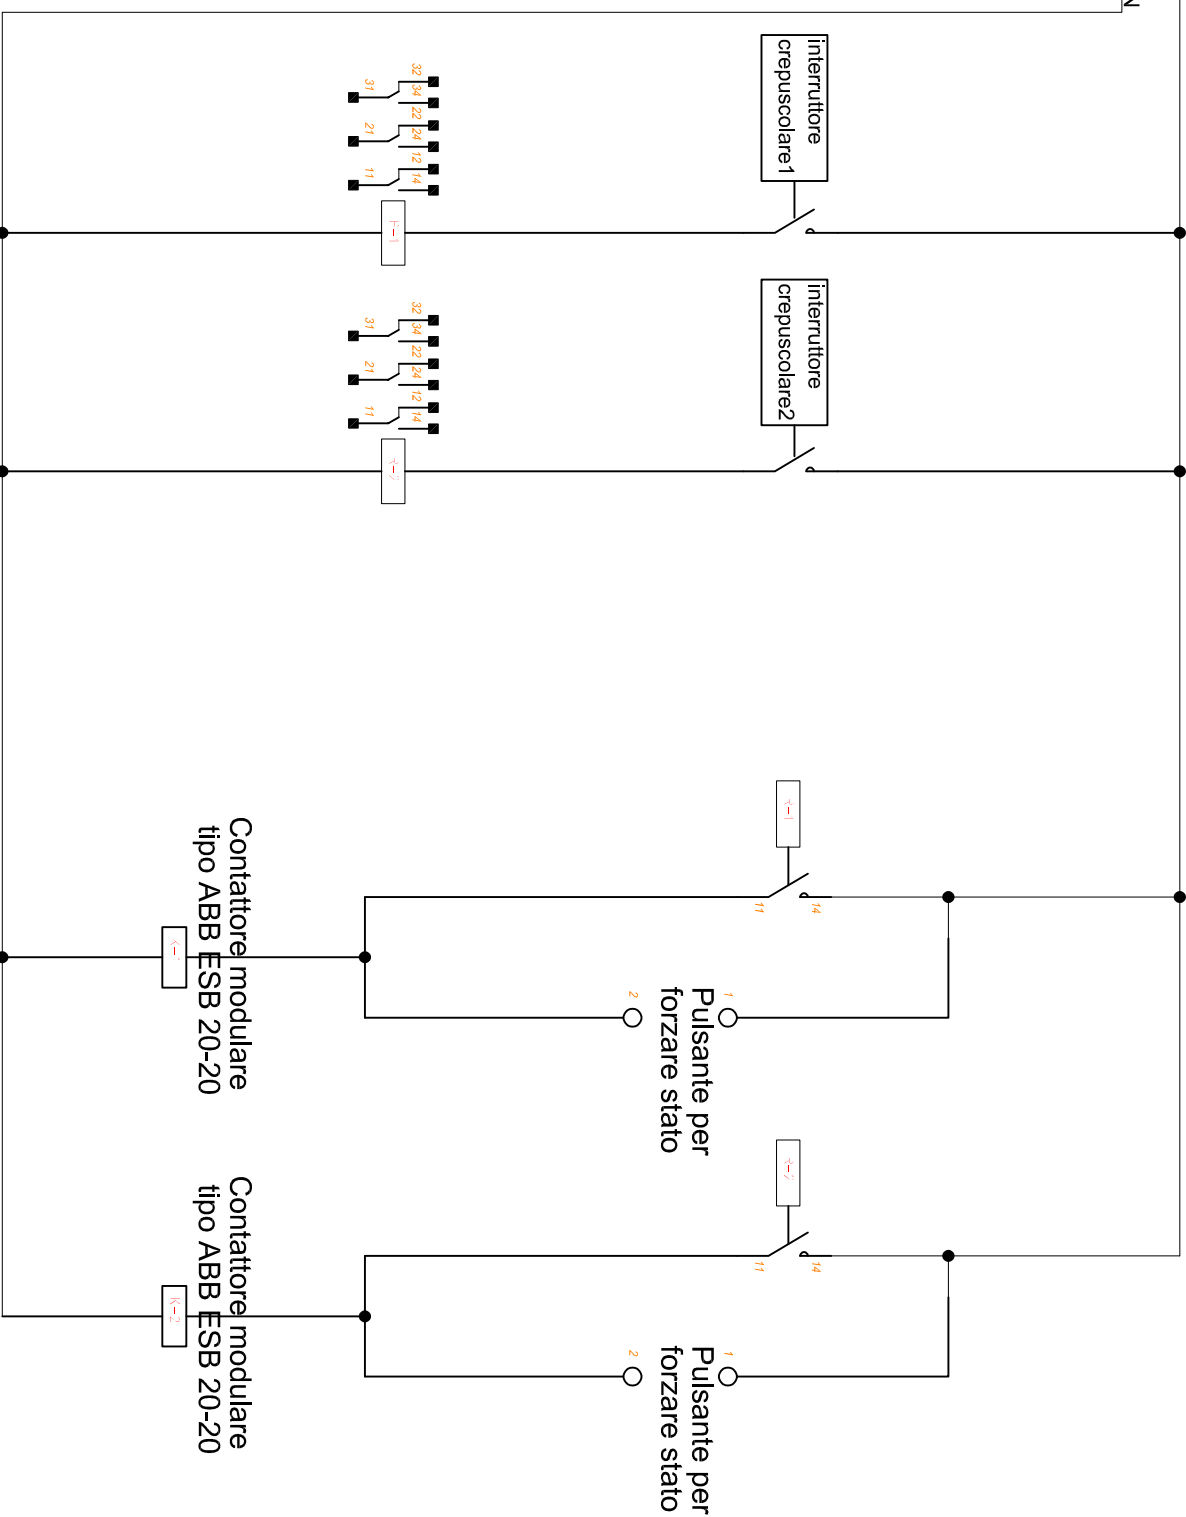 N
interruttore
crepuscolare1
32
34
31
22
24
21
12
14
11
interruttore
crepuscolare2
32
34
31
22
24
21
12
14
11
14
11
Contattore modulare
tipo ABB ESB 20-20
1
Pulsante per
forzare stato
2
14
11
Contattore modulare
tipo ABB ESB 20-20
K-2
1
Pulsante per
forzare stato
2